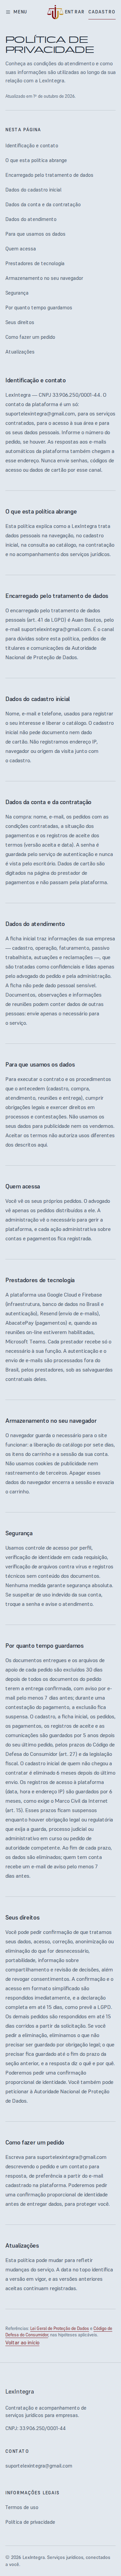 MENU
ENTRAR
CADASTRO
POLÍTICA DE
PRIVACIDADE
Conheça as condições do atendimento e como
suas informações são utilizadas ao longo da sua
relação com a LexÍntegra.
Atualizado em 1º de outubro de 2026.
NESTA PÁGINA
Identificação e contato
O que esta política abrange
Encarregado pelo tratamento de dados
Dados do cadastro inicial
Dados da conta e da contratação
Dados do atendimento
Para que usamos os dados
Quem acessa
Prestadores de tecnologia
Armazenamento no seu navegador
Segurança
Por quanto tempo guardamos
Seus direitos
Como fazer um pedido
Atualizações
Identificação e contato
LexÍntegra — CNPJ 33.906.250/0001-44. O
canal da plataforma é um só:
suportelexintegra@gmail.com, para os serviços
contratados, para o acesso à sua área e para
os seus dados pessoais. Informe o número do
pedido, se houver. As respostas aos e-mails
automáticos da plataforma também chegam a
esse endereço. Nunca envie senhas, códigos de
acesso ou dados de cartão por esse canal.
O que esta política abrange
Esta política explica como a LexÍntegra trata
dados pessoais na navegação, no cadastro
inicial, na consulta ao catálogo, na contratação
e no acompanhamento dos serviços jurídicos.
Encarregado pelo tratamento de dados
O encarregado pelo tratamento de dados
pessoais (art. 41 da LGPD) é Auan Bastos, pelo
e-mail suportelexintegra@gmail.com. É o canal
para dúvidas sobre esta política, pedidos de
titulares e comunicações da Autoridade
Nacional de Proteção de Dados.
Dados do cadastro inicial
Nome, e-mail e telefone, usados para registrar
o seu interesse e liberar o catálogo. O cadastro
inicial não pede documento nem dado
de cartão. Não registramos endereço IP,
navegador ou origem da visita junto com
o cadastro.
Dados da conta e da contratação
Na compra: nome, e-mail, os pedidos com as
condições contratadas, a situação dos
pagamentos e os registros de aceite dos
termos (versão aceita e data). A senha é
guardada pelo serviço de autenticação e nunca
é vista pelo escritório. Dados de cartão são
digitados na página do prestador de
pagamentos e não passam pela plataforma.
Dados do atendimento
A ficha inicial traz informações da sua empresa
— cadastro, operação, faturamento, passivo
trabalhista, autuações e reclamações —, que
são tratadas como confidenciais e lidas apenas
pelo advogado do pedido e pela administração.
A ficha não pede dado pessoal sensível.
Documentos, observações e informações
de reuniões podem conter dados de outras
pessoas: envie apenas o necessário para
o serviço.
Para que usamos os dados
Para executar o contrato e os procedimentos
que o antecedem (cadastro, compra,
atendimento, reuniões e entrega), cumprir
obrigações legais e exercer direitos em
processos e contestações. Não usamos os
seus dados para publicidade nem os vendemos.
Aceitar os termos não autoriza usos diferentes
dos descritos aqui.
Quem acessa
Você vê os seus próprios pedidos. O advogado
vê apenas os pedidos distribuídos a ele. A
administração vê o necessário para gerir a
plataforma, e cada ação administrativa sobre
contas e pagamentos fica registrada.
Prestadores de tecnologia
A plataforma usa Google Cloud e Firebase
(infraestrutura, banco de dados no Brasil e
autenticação), Resend (envio de e-mails),
AbacatePay (pagamentos) e, quando as
reuniões on-line estiverem habilitadas,
Microsoft Teams. Cada prestador recebe só o
necessário à sua função. A autenticação e o
envio de e-mails são processados fora do
Brasil, pelos prestadores, sob as salvaguardas
contratuais deles.
Armazenamento no seu navegador
O navegador guarda o necessário para o site
funcionar: a liberação do catálogo por sete dias,
os itens do carrinho e a sessão da sua conta.
Não usamos cookies de publicidade nem
rastreamento de terceiros. Apagar esses
dados do navegador encerra a sessão e esvazia
o carrinho.
Segurança
Usamos controle de acesso por perfil,
verificação de identidade em cada requisição,
verificação de arquivos contra vírus e registros
técnicos sem conteúdo dos documentos.
Nenhuma medida garante segurança absoluta.
Se suspeitar de uso indevido da sua conta,
troque a senha e avise o atendimento.
Por quanto tempo guardamos
Os documentos entregues e os arquivos de
apoio de cada pedido são excluídos 30 dias
depois de todos os documentos do pedido
terem a entrega confirmada, com aviso por e-
mail pelo menos 7 dias antes; durante uma
contestação do pagamento, a exclusão fica
suspensa. O cadastro, a ficha inicial, os pedidos,
os pagamentos, os registros de aceite e as
comunicações são guardados por 5 anos depois
do seu último pedido, pelos prazos do Código de
Defesa do Consumidor (art. 27) e da legislação
fiscal. O cadastro inicial de quem não chegou a
contratar é eliminado 6 meses depois do último
envio. Os registros de acesso à plataforma
(data, hora e endereço IP) são guardados por 6
meses, como exige o Marco Civil da Internet
(art. 15). Esses prazos ficam suspensos
enquanto houver obrigação legal ou regulatória
que exija a guarda, processo judicial ou
administrativo em curso ou pedido de
autoridade competente. Ao fim de cada prazo,
os dados são eliminados; quem tem conta
recebe um e-mail de aviso pelo menos 7
dias antes.
Seus direitos
Você pode pedir confirmação de que tratamos
seus dados, acesso, correção, anonimização ou
eliminação do que for desnecessário,
portabilidade, informação sobre
compartilhamento e revisão de decisões, além
de revogar consentimentos. A confirmação e o
acesso em formato simplificado são
respondidos imediatamente, e a declaração
completa em até 15 dias, como prevê a LGPD.
Os demais pedidos são respondidos em até 15
dias corridos a partir da solicitação. Se você
pedir a eliminação, eliminamos o que não
precisar ser guardado por obrigação legal; o que
precisar fica guardado até o fim do prazo da
seção anterior, e a resposta diz o quê e por quê.
Poderemos pedir uma confirmação
proporcional de identidade. Você também pode
peticionar à Autoridade Nacional de Proteção
de Dados.
Como fazer um pedido
Escreva para suportelexintegra@gmail.com
descrevendo o pedido e um contato para
resposta, de preferência a partir do e-mail
cadastrado na plataforma. Poderemos pedir
uma confirmação proporcional de identidade
antes de entregar dados, para proteger você.
Atualizações
Esta política pode mudar para refletir
mudanças do serviço. A data no topo identifica
a versão em vigor, e as versões anteriores
aceitas continuam registradas.
Referências: Lei Geral de Proteção de Dados e Código de
Defesa do Consumidor, nas hipóteses aplicáveis.
Voltar ao início
LexÍntegra
Contratação e acompanhamento de
serviços jurídicos para empresas.
CNPJ: 33.906.250/0001-44
CONTATO
suportelexintegra@gmail.com
INFORMAÇÕES LEGAIS
Termos de uso
Política de privacidade
© 2026 LexÍntegra. Serviços jurídicos, conectados
a você.